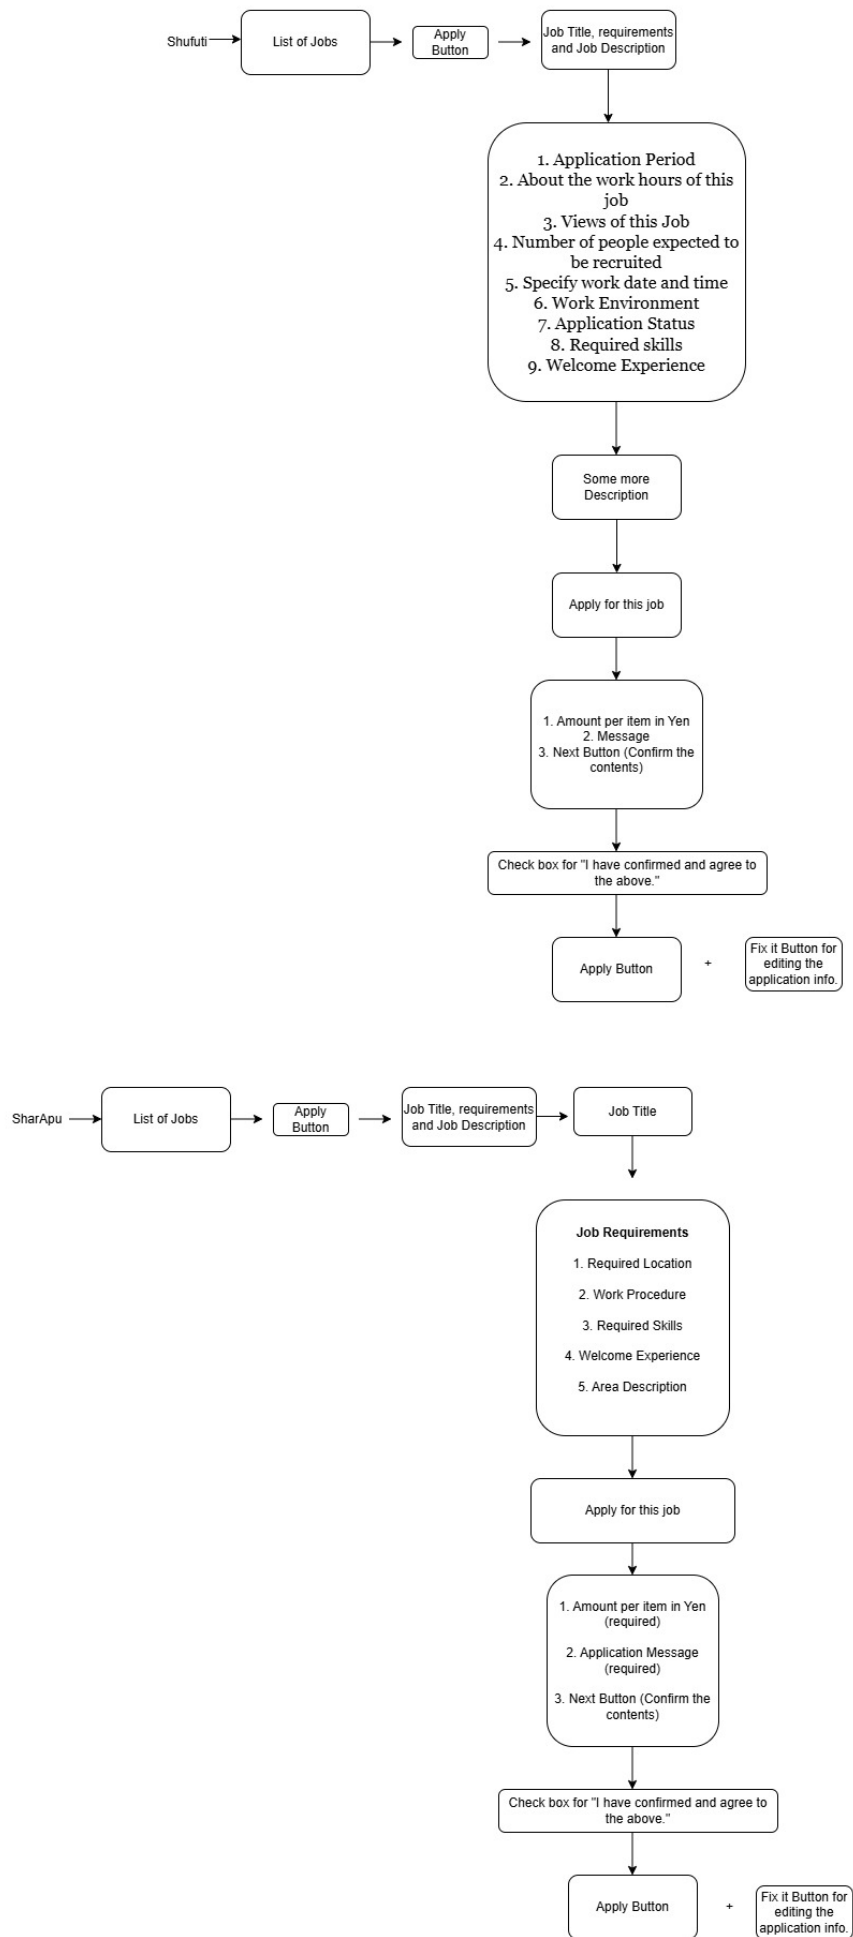 Shufuti
List of Jobs
Apply
Button
Job Title, requirements
and Job Description
1. Application Period
2. About the work hours of this
job
3. Views of this Job
4. Number of people expected to
be recruited
5. Specify work date and time
6. Work Environment
7. Application Status
8. Required skills
9. Welcome Experience
Some more
Description
Apply for this job
1. Amount per item in Yen
2. Message
3. Next Button (Confirm the
contents)
Check box for "I have confirmed and agree to
the above."
Apply Button
+
Fix it Button for
editing the
application info.
SharApu
List of Jobs
Apply
Button
Job Title, requirements
and Job Description
Job Title
Job Requirements
1. Required Location
2. Work Procedure
3. Required Skills
4. Welcome Experience
5. Area Description
Apply for this job
1. Amount per item in Yen
(required)
2. Application Message
(required)
3. Next Button (Confirm the
contents)
Check box for "I have confirmed and agree to
the above."
Apply Button
+
Fix it Button for
editing the
application info.